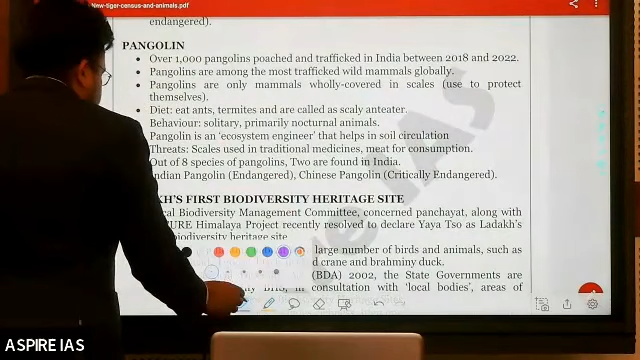 New-tiger-census-and-animals.pdf
endangered).
PANGOLIN
• Over 1,000 pangolins poached and trafficked in India between 2018 and 2022.
• Pangolins are among the most trafficked wild mammals globally.
• Pangolins are only mammals wholly-covered in scales (use to protect
themselves).
• Diet: eat ants, termites and are called as scaly anteater.
Behaviour: solitary, primarily nocturnal animals.
Pangolin is an 'ecosystem engineer' that helps in soil circulation
Threats: Scales used in traditional medicines, meat for consumption.
Out of 8 species of pangolins, Two are found in India.
Indian Pangolin (Endangered), Chinese Pangolin (Critically Endangered).
KH'S FIRST BIODIVERSITY HERITAGE SITE
cal Biodiversity Management Committee, concerned panchayat, along with
URE Himalaya Project recently resolved to declare Yaya Tso as Ladakh's
biodiversity heritage site
large number of birds and animals, such as
d crane and brahminy duck.
(BDA) 2002, the State Governments are
in consultation with 'local bodies', areas of
IAS
ASPIRE IAS